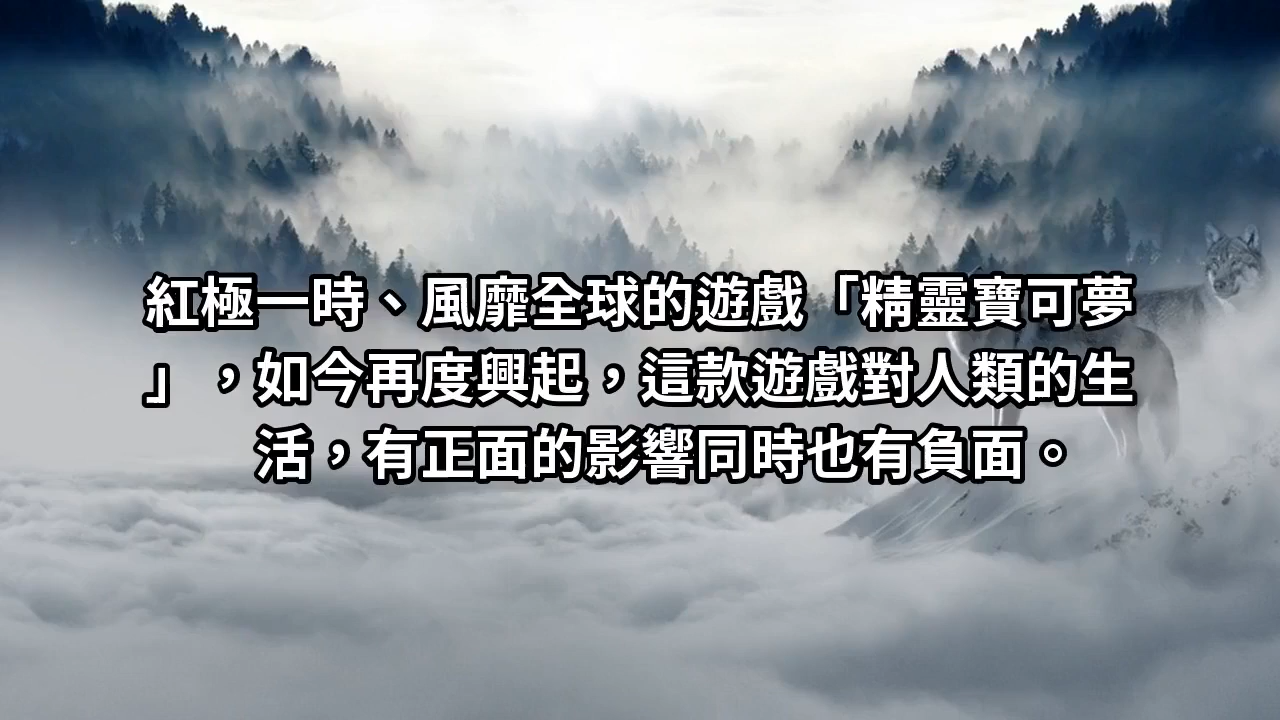 紅極一時、風靡全球的遊戲「精靈寶可夢
」，如今再度興起，這款遊戲對人類的生
活，有正面的影響同時也有負面。